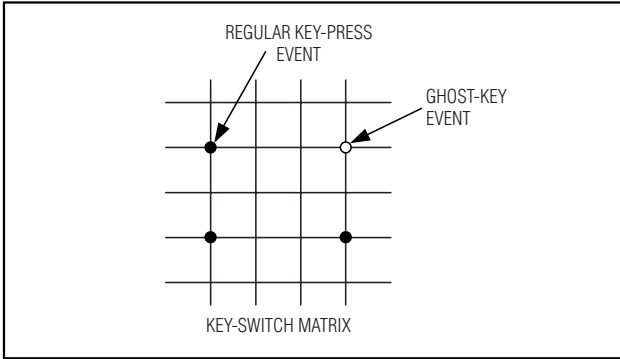 REGULAR KEY-PRESS
EVENT
GHOST-KEY
EVENT
KEY-SWITCH MATRIX